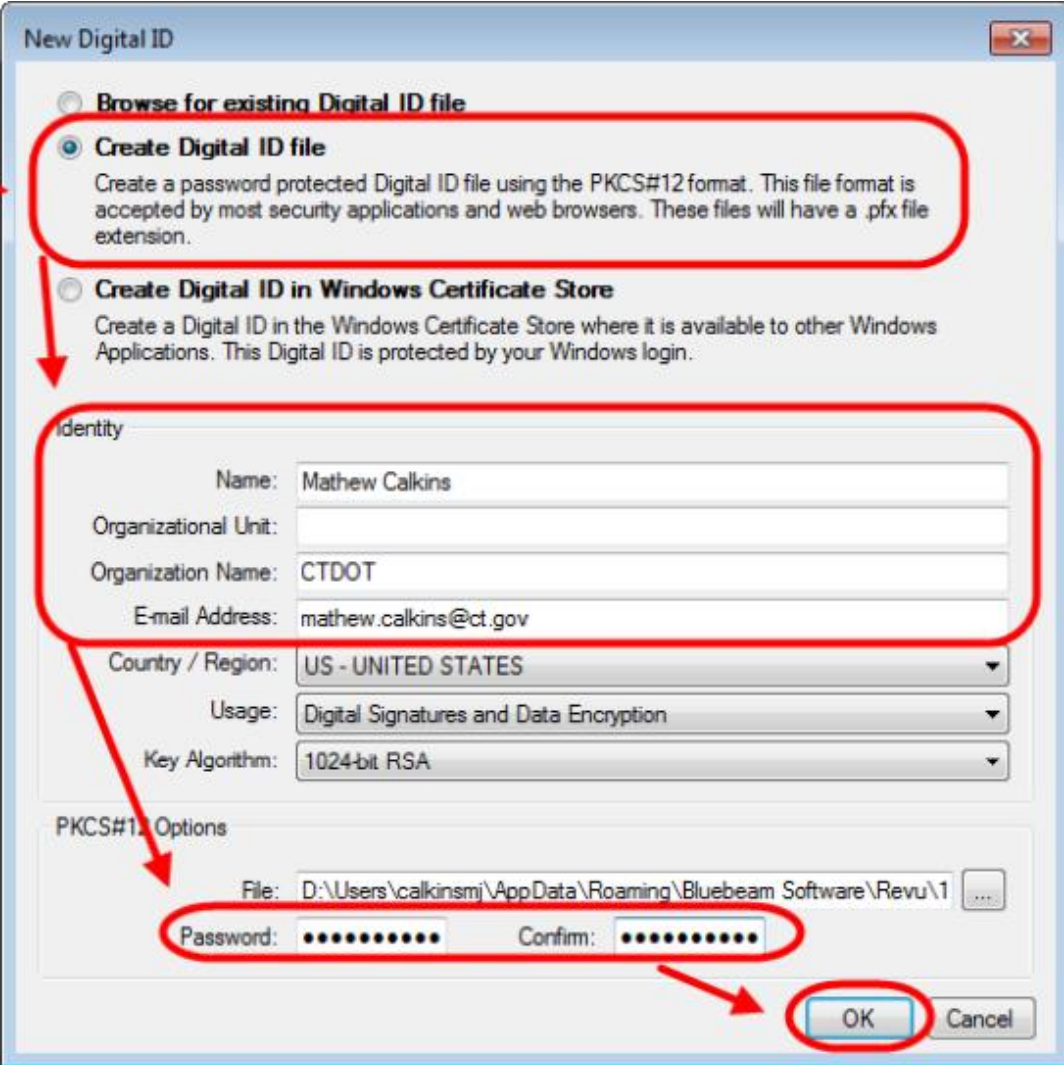 New Digital ID
Browse for existing Digital ID file
Create Digital ID file
Create a password protected Digital ID file using the PKCS#12 format. This file format is
accepted by most security applications and web browsers. These files will have a .pfx file
extension.
Create Digital ID in Windows Certificate Store
Create a Digital ID in the Windows Certificate Store where it is available to other Windows
Applications. This Digital ID is protected by your Windows login.
Identity
Name: Mathew Calkins
Organizational Unit:
Organization Name: CTDOT
E-mail Address: mathew.calkins@ct.gov
Country / Region: US - UNITED STATES
Usage: Digital Signatures and Data Encryption
Key Algorithm: 1024-bit RSA
PKCS#12 Options
File: D:\Users\calkinsmj\AppData\Roaming\Bluebeam Software\Revu\1 ...
Password: ●●●●●●●●●● Confirm: ●●●●●●●●●●
OK Cancel